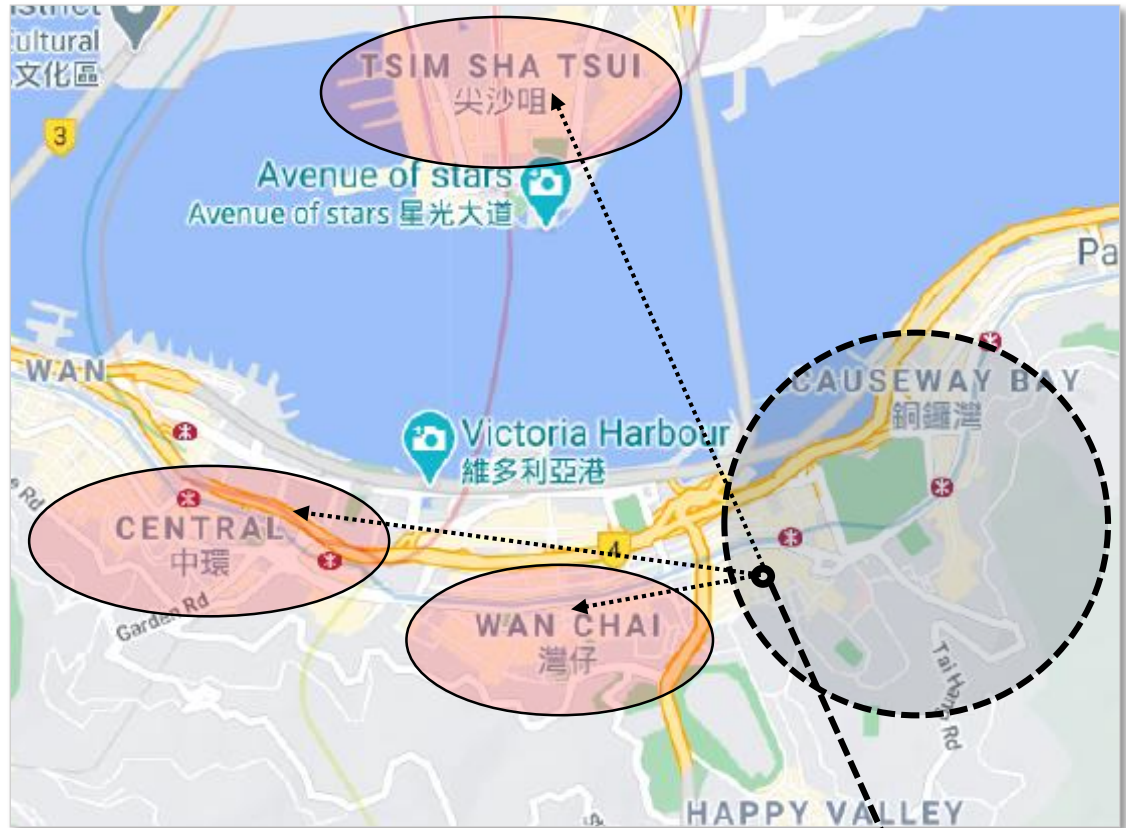 ultural
文化區
3
TSIM SHA TSUI
尖沙咀
Avenue of stars
Avenue of stars 星光大道
Pa
WAN
CAUSEWAY BAY
銅鑼灣
Victoria Harbour
維多利亞港
e Rd
CENTRAL
中環
4
Garden Rd
WAN CHAI
灣仔
Tai Hang Rd
HAPPY VALLEY